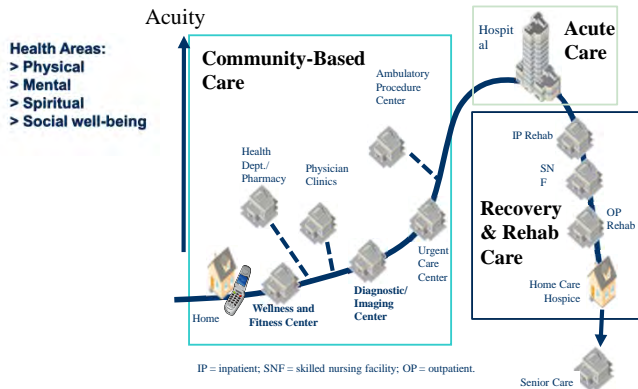 Acuity
Health Areas:
> Physical
> Mental
> Spiritual
> Social well-being
Community-Based
Care
Ambulatory
Procedure
Center
Health
Dept./
Pharmacy
Physician
Clinics
Urgent
Care
Center
Home
Wellness and
Fitness Center
Diagnostic/
Imaging
Center
Hospit
al
Acute
Care
IP Rehab
SN
F
OP
Rehab
Recovery
& Rehab
Care
Home Care
Hospice
Senior Care
IP = inpatient; SNF = skilled nursing facility; OP = outpatient.